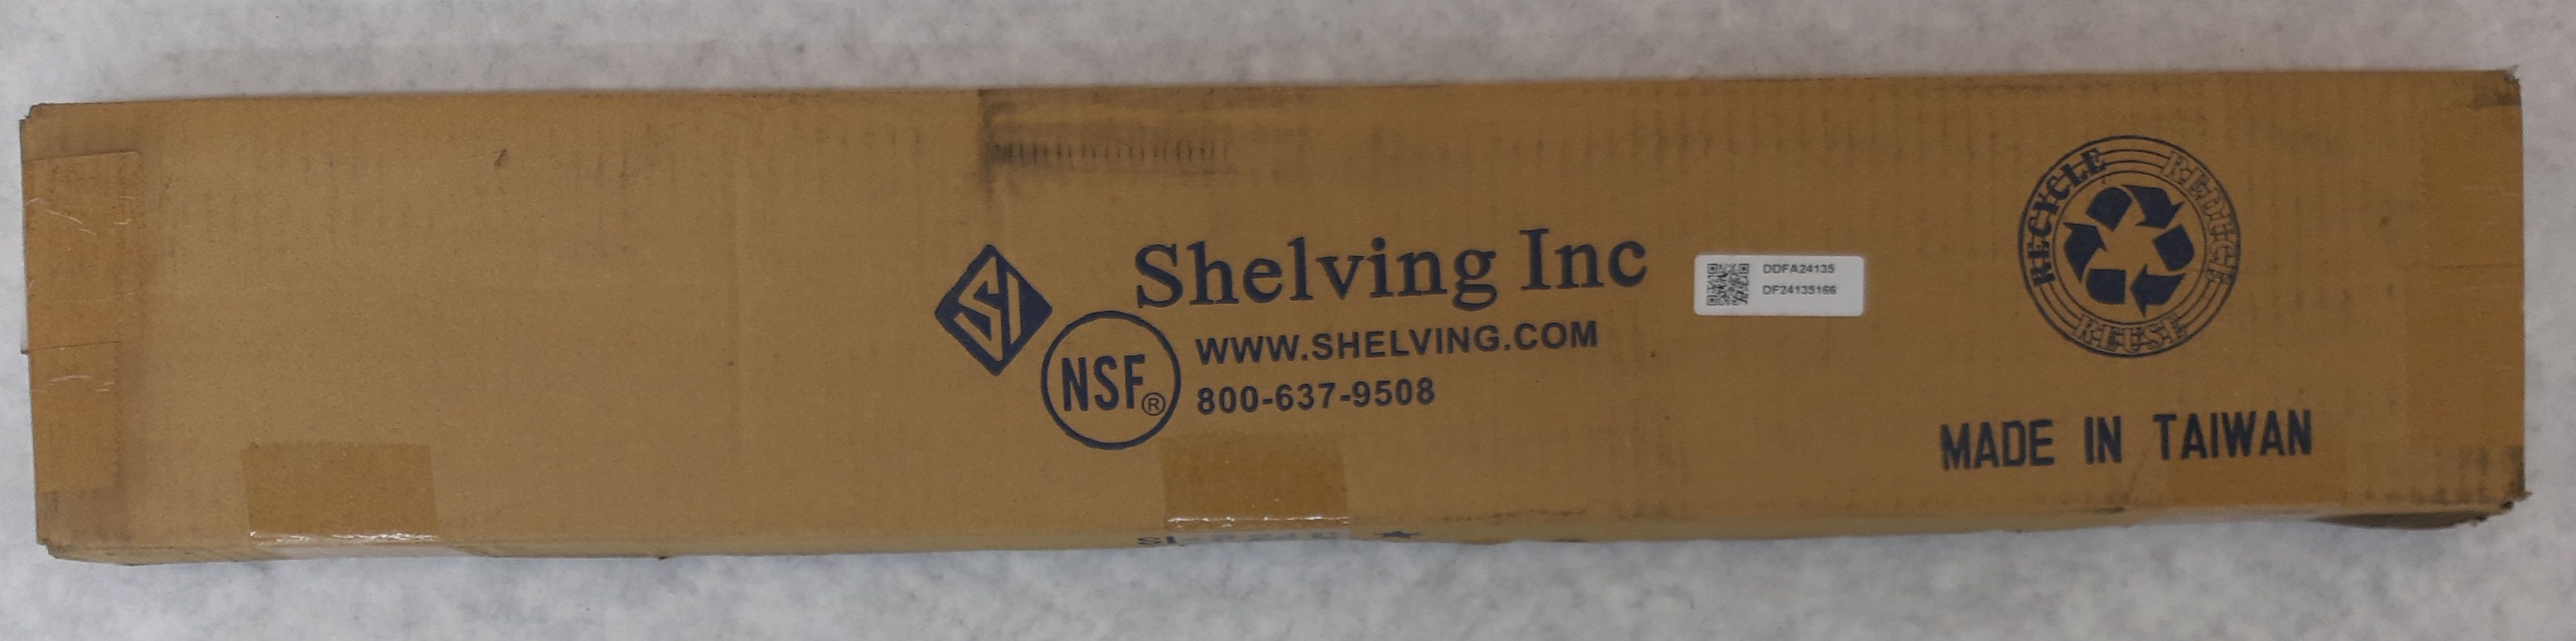 SI
Shelving Inc
NSF®
WWW.SHELVING.COM
800-637-9508
DDFA24135
DF24135166
RECYCLE
REDUCE
REUSE
MADE IN TAIWAN